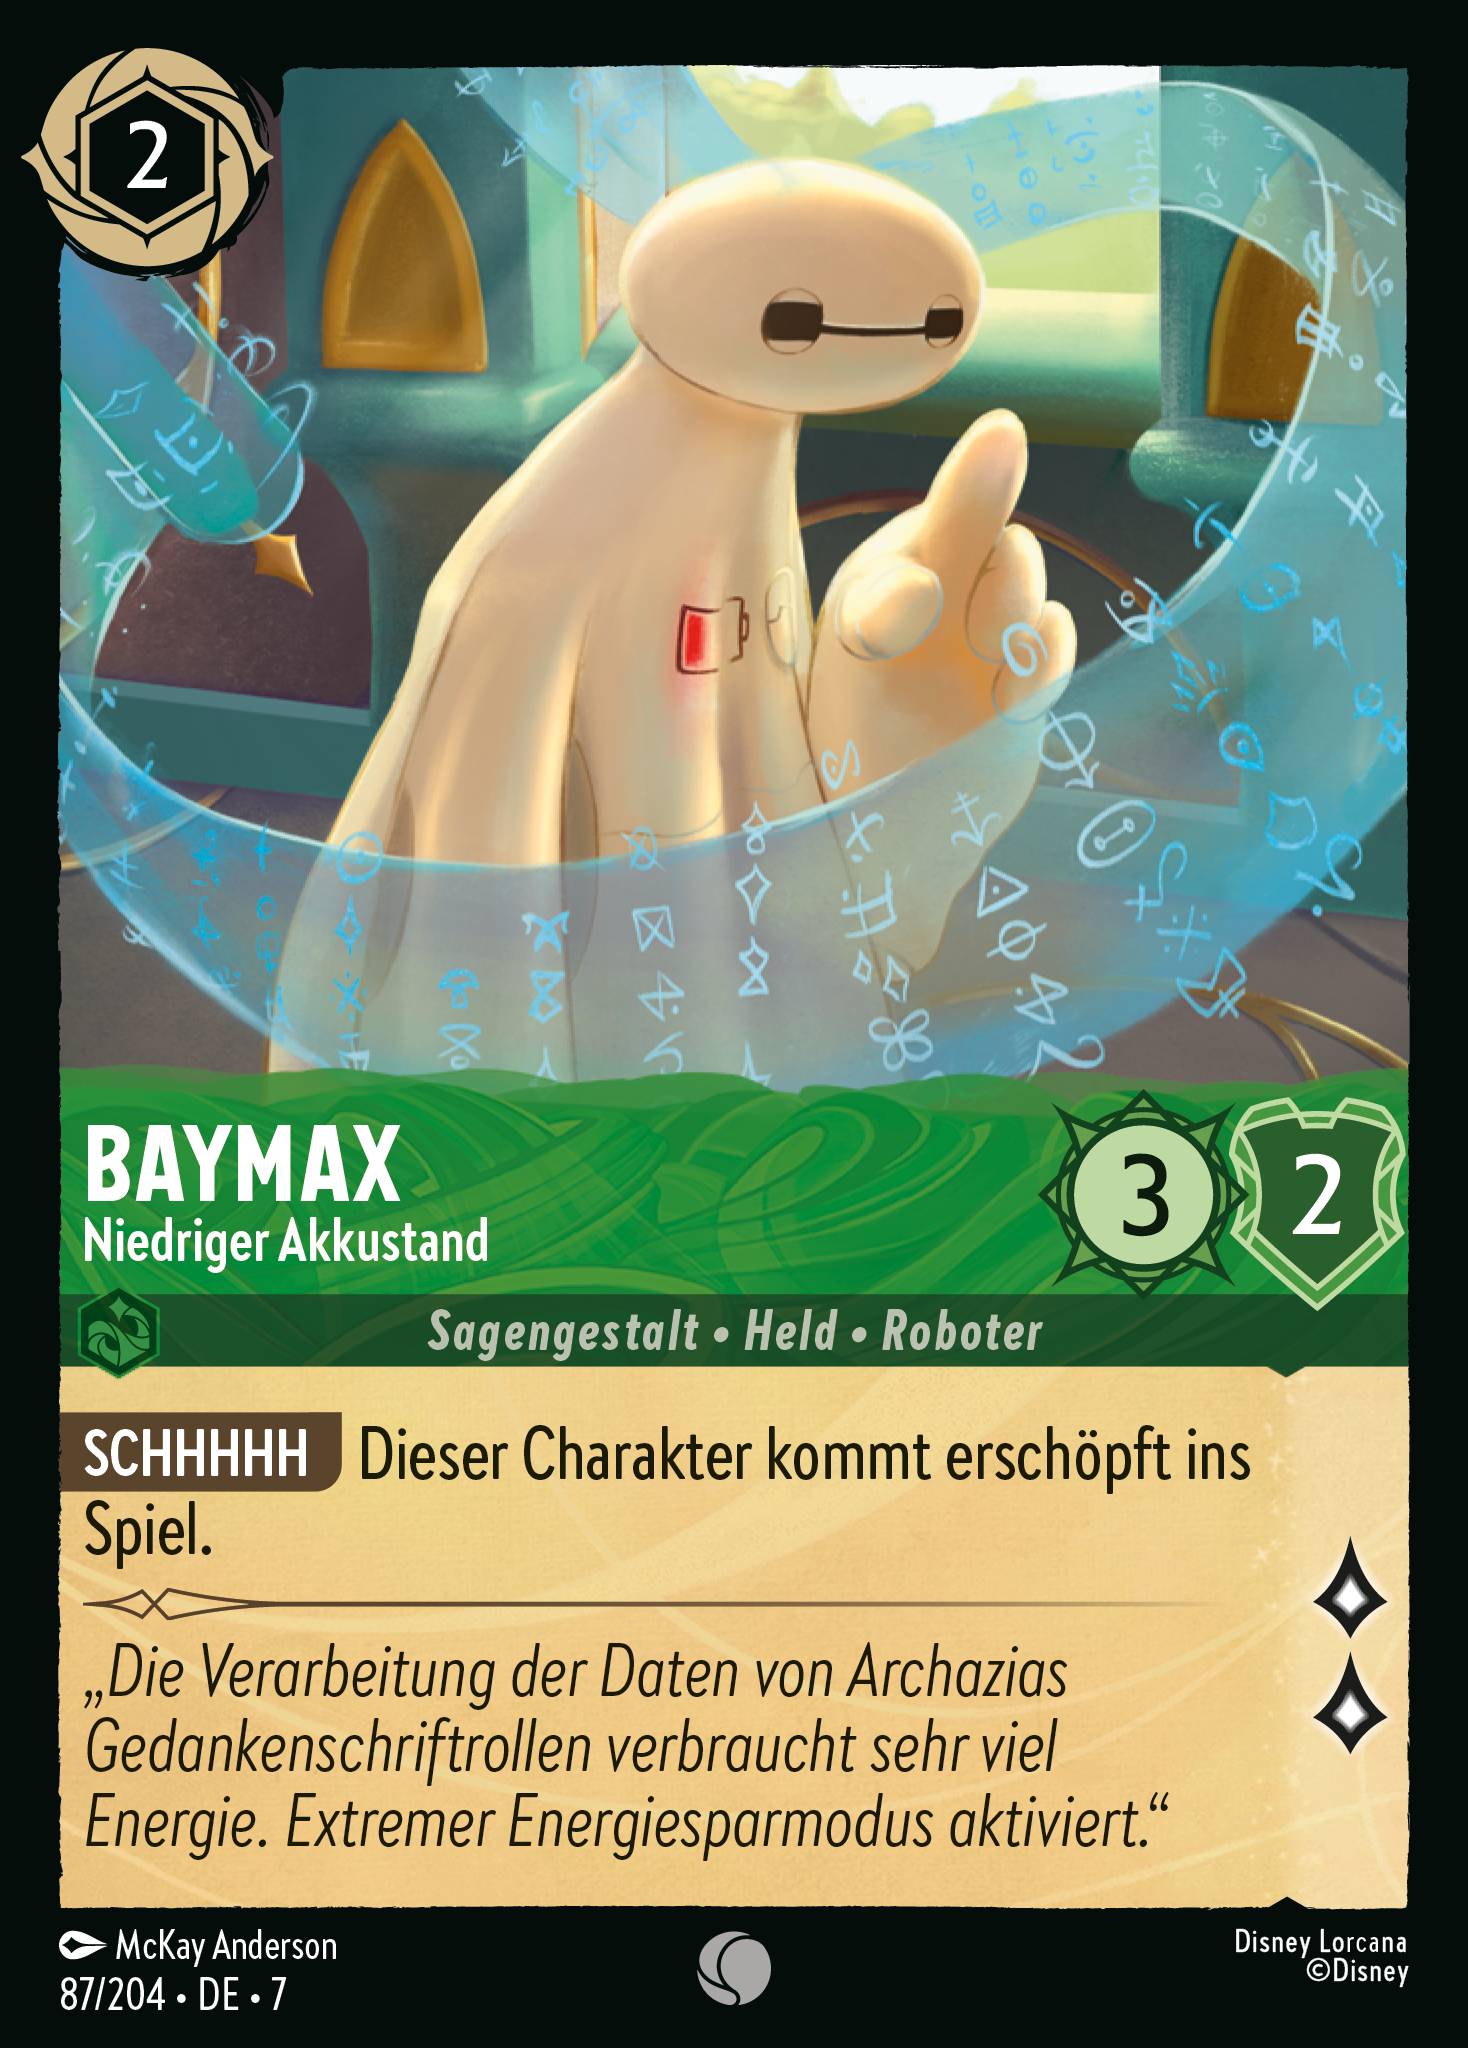 2
BAYMAX
Niedriger Akkustand
3
2
Sagengestalt • Held • Roboter
SCHHHHH Dieser Charakter kommt erschöpft ins
Spiel.
„Die Verarbeitung der Daten von Archazias
Gedankenschriftrollen verbraucht sehr viel
Energie. Extremer Energiesparmodus aktiviert.“
McKay Anderson
87/204 • DE • 7
Disney Lorcana
©Disney